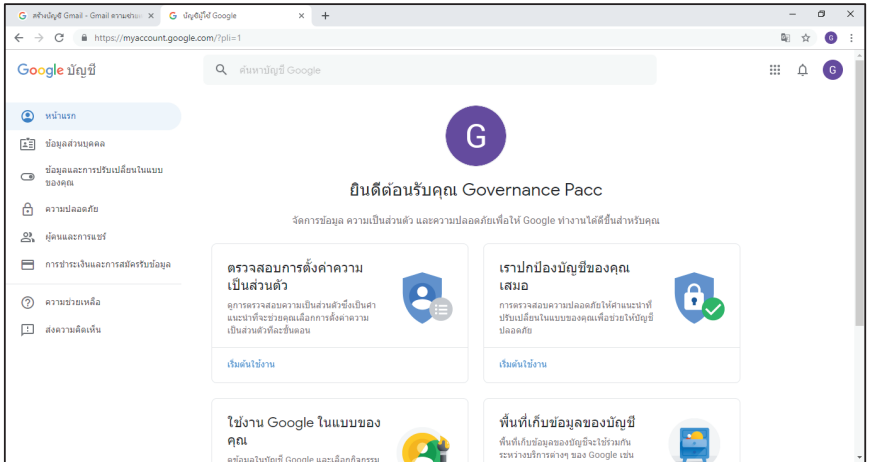 สร้างบัญชี Gmail - Gmail ความช่วย
บัญชีผู้ใช้ Google
https://myaccount.google.com/?pli=1
G
Google บัญชี
ค้นหาบัญชี Google
G
หน้าแรก
ข้อมูลส่วนบุคคล
ข้อมูลและการปรับเปลี่ยนในแบบ
ของคุณ
ความปลอดภัย
ผู้คนและการแชร์
การชำระเงินและการสมัครรับข้อมูล
ความช่วยเหลือ
ส่งความคิดเห็น
G
ยินดีต้อนรับคุณ Governance Pacc
จัดการข้อมูล ความเป็นส่วนตัว และความปลอดภัยเพื่อให้ Google ทำงานได้ดีขึ้นสำหรับคุณ
ตรวจสอบการตั้งค่าความ
เป็นส่วนตัว
ดูการตรวจสอบความเป็นส่วนตัวซึ่งเป็นคำ
แนะนำที่จะช่วยคุณเลือกการตั้งค่าความ
เป็นส่วนตัวทีละขั้นตอน
เริ่มต้นใช้งาน
เราปกป้องบัญชีของคุณ
เสมอ
การตรวจสอบความปลอดภัยให้คำแนะนำที่
ปรับเปลี่ยนในแบบของคุณเพื่อช่วยให้บัญชี
ปลอดภัย
เริ่มต้นใช้งาน
ใช้งาน Google ในแบบของ
คุณ
ดูข้อมูลในบัญชี Google และเลือกกิจกรรม
พื้นที่เก็บข้อมูลของบัญชี
พื้นที่เก็บข้อมูลของบัญชีจะใช้ร่วมกัน
ระหว่างบริการต่างๆ ของ Google เช่น